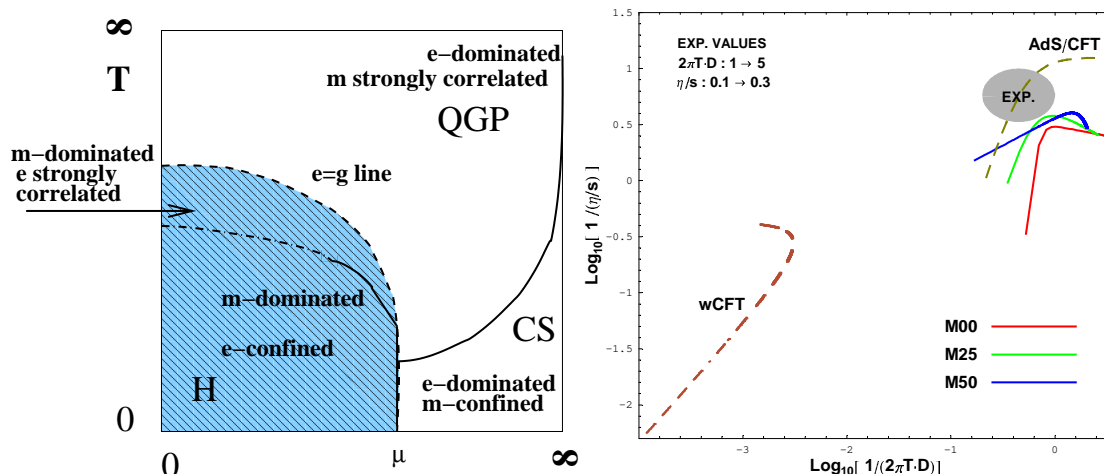 ∞
T
e-dominated
m strongly correlated
QGP
m-dominated
e strongly
correlated
e=g line
m-dominated
CS
e-confined
e-dominated
m-confined
H
0
0
μ
∞
1.5
1
0.5
0
-0.5
-1
-1.5
-2
Log10[ 1 /(η/s) ]
EXP. VALUES
2πT·D : 1 → 5
η/s : 0.1 → 0.3
AdS/CFT
EXP.
wCFT
M00
M25
M50
-3
-2
-1
0
1
Log10[ 1/(2πT·D) ]